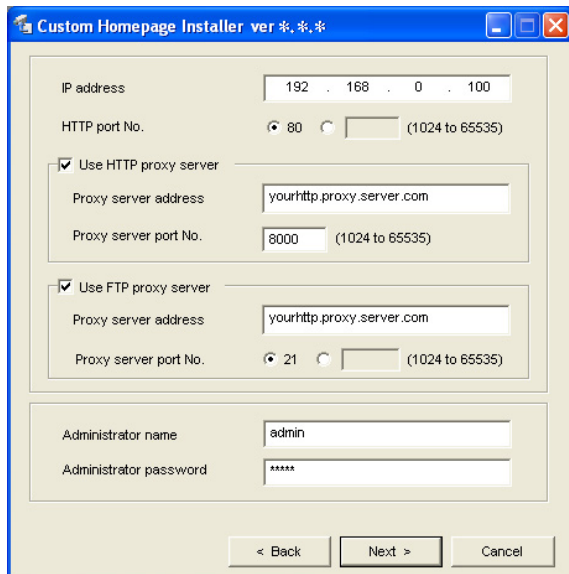 Custom Homepage Installer ver *.*.*
IP address 192 . 168 . 0 . 100
HTTP port No. 80 (1024 to 65535)
Use HTTP proxy server
Proxy server address yourhttp.proxy.server.com
Proxy server port No. 8000 (1024 to 65535)
Use FTP proxy server
Proxy server address yourhttp.proxy.server.com
Proxy server port No. 21 (1024 to 65535)
Administrator name admin
Administrator password *****
< Back Next > Cancel